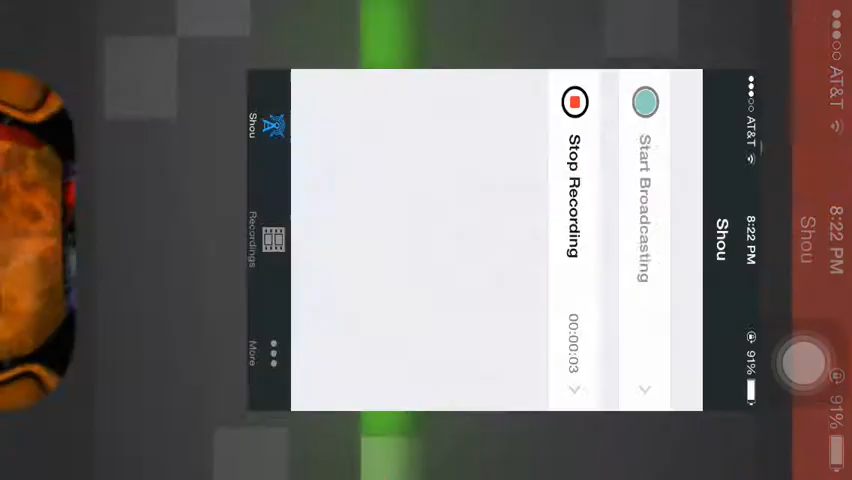 ●●●○○ AT&T 8:22 PM 91%
Shou
Start Broadcasting
Stop Recording 00:00:03
Shou Recordings More
●●●○○ AT&T 8:22 PM 91%
Shou